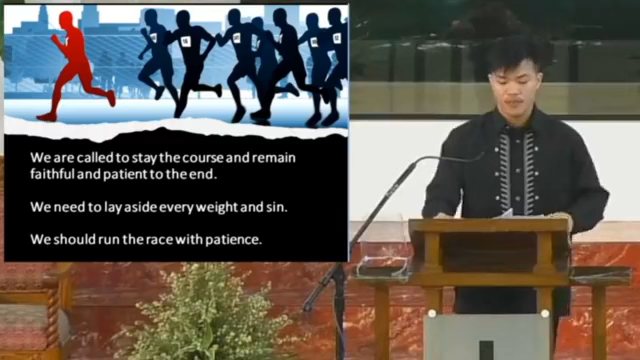 We are called to stay the course and remain
faithful and patient to the end.
We need to lay aside every weight and sin.
We should run the race with patience.